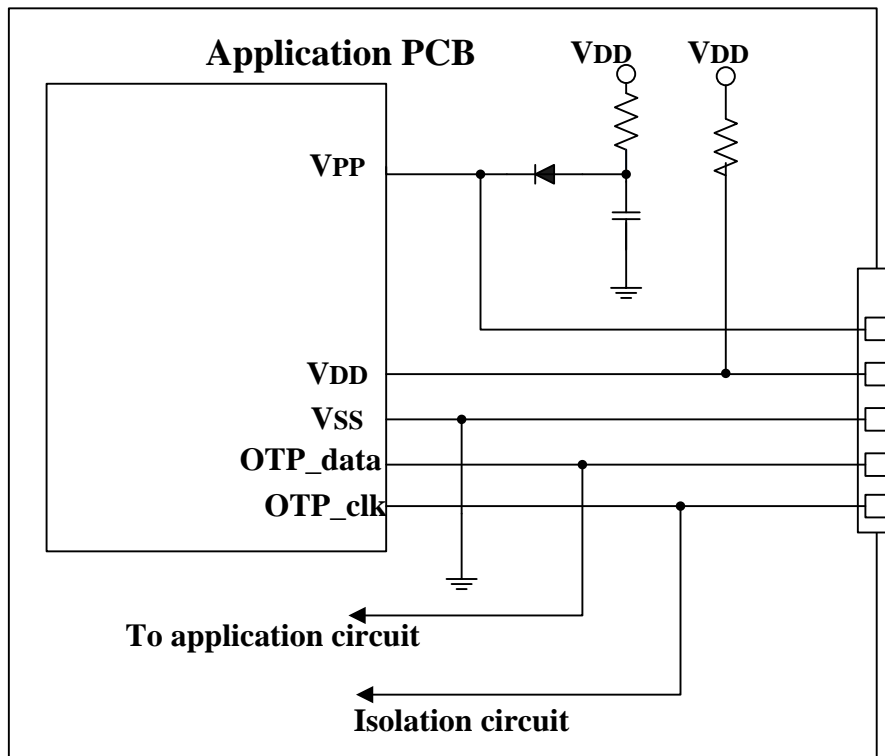 Application PCB
VDD
VDD
VPP
VDD
VSS
OTP_data
OTP_clk
To application circuit
Isolation circuit